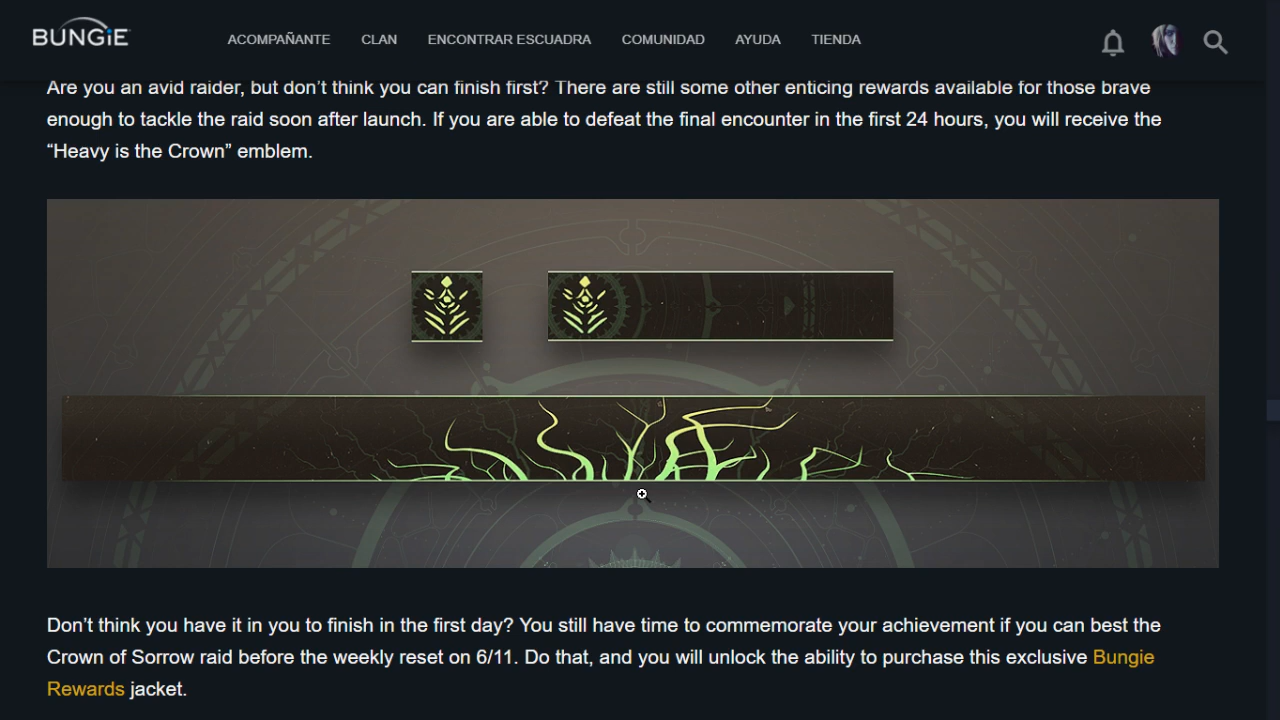 BUNGiE
ACOMPAÑANTE CLAN ENCONTRAR ESCUADRA COMUNIDAD AYUDA TIENDA
Are you an avid raider, but don’t think you can finish first? There are still some other enticing rewards available for those brave
enough to tackle the raid soon after launch. If you are able to defeat the final encounter in the first 24 hours, you will receive the
“Heavy is the Crown” emblem.
Don’t think you have it in you to finish in the first day? You still have time to commemorate your achievement if you can best the
Crown of Sorrow raid before the weekly reset on 6/11. Do that, and you will unlock the ability to purchase this exclusive Bungie
Rewards jacket.